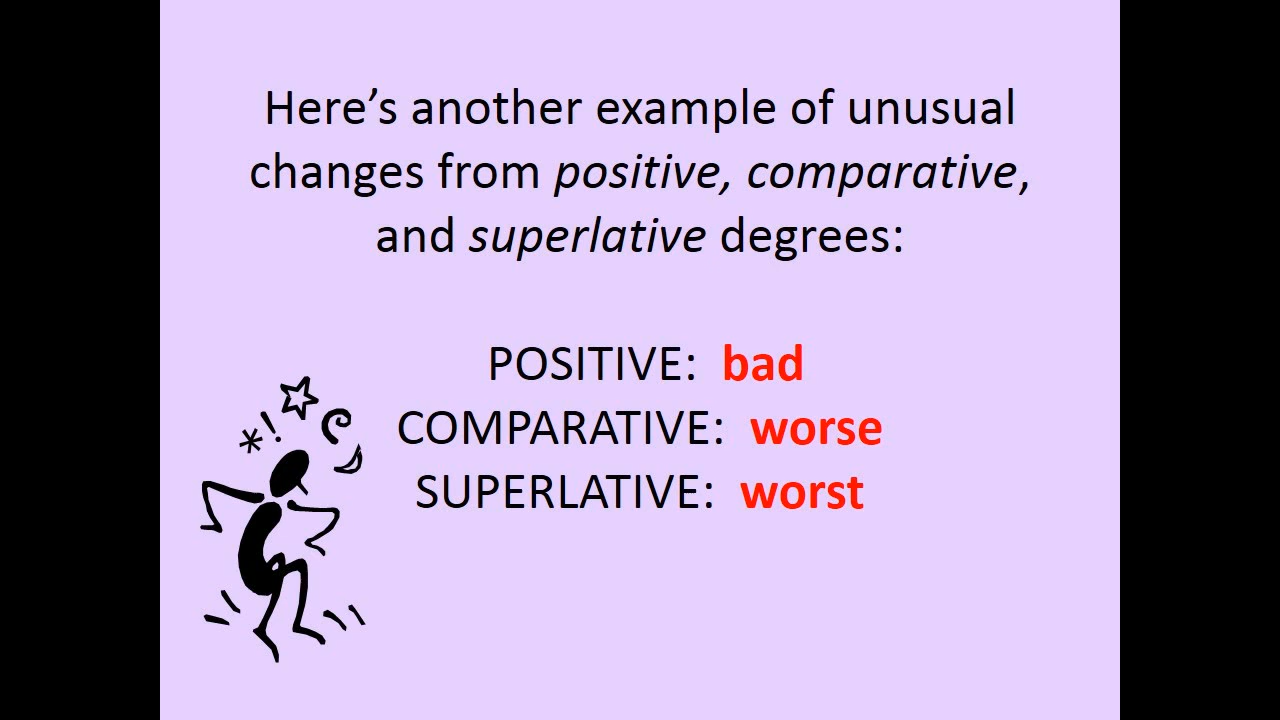 Here’s another example of unusual
changes from positive, comparative,
and superlative degrees:
POSITIVE:  bad
COMPARATIVE:  worse
SUPERLATIVE:  worst